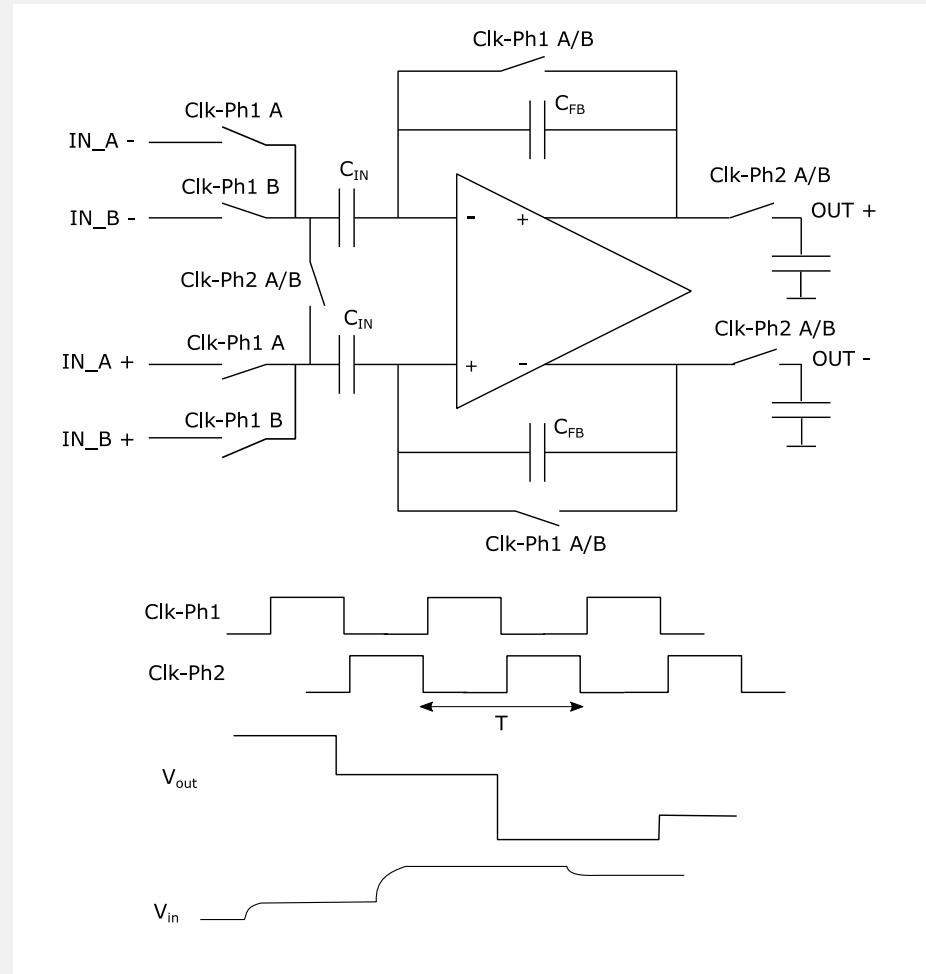 Clk-Ph1 A/B
C_FB
Clk-Ph1 A
IN_A -
C_IN
Clk-Ph2 A/B
Clk-Ph1 B
IN_B -
- +
OUT +
Clk-Ph2 A/B
C_IN
Clk-Ph2 A/B
Clk-Ph1 A
IN_A +
+ -
OUT -
Clk-Ph1 B
IN_B +
C_FB
Clk-Ph1 A/B
Clk-Ph1
Clk-Ph2
T
V_out
V_in